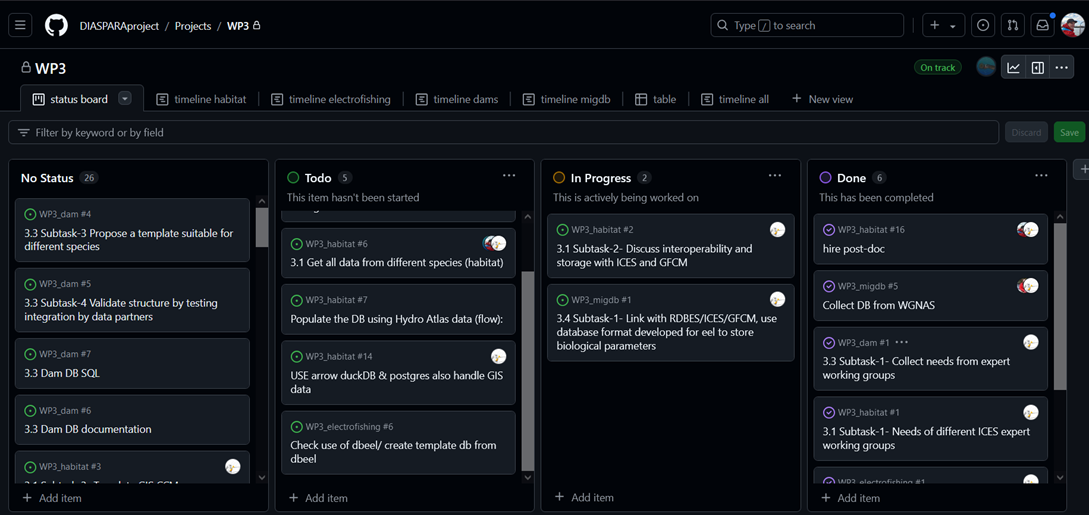 DIASPARAproject / Projects / WP3
Type / to search
WP3
On track
status board
timeline habitat
timeline electrofishing
timeline dams
timeline migdb
table
timeline all
New view
Filter by keyword or by field
Discard
Save
No Status 26
WP3_dam #4
3.3 Subtask-3 Propose a template suitable for
different species
WP3_dam #5
3.3 Subtask-4 Validate structure by testing
integration by data partners
WP3_dam #7
3.3 Dam DB SQL
WP3_dam #6
3.3 Dam DB documentation
WP3_habitat #3
Add item
Todo 5
This item hasn't been started
WP3_habitat #6
3.1 Get all data from different species (habitat)
WP3_habitat #7
Populate the DB using Hydro Atlas data (flow):
WP3_habitat #14
USE arrow duckDB & postgres also handle GIS
data
WP3_electrofishing #6
Check use of dbeel/ create template db from
dbeel
Add item
In Progress 2
This is actively being worked on
WP3_habitat #2
3.1 Subtask-2- Discuss interoperability and
storage with ICES and GFCM
WP3_migdb #1
3.4 Subtask-1- Link with RDBES/ICES/GFCM, use
database format developed for eel to store
biological parameters
Add item
Done 6
This has been completed
WP3_habitat #16
hire post-doc
WP3_migdb #5
Collect DB from WGNAS
WP3_dam #1
3.3 Subtask-1- Collect needs from expert
working groups
WP3_habitat #1
3.1 Subtask-1- Needs of different ICES expert
working groups
WP3_electrofishing #1
Add item